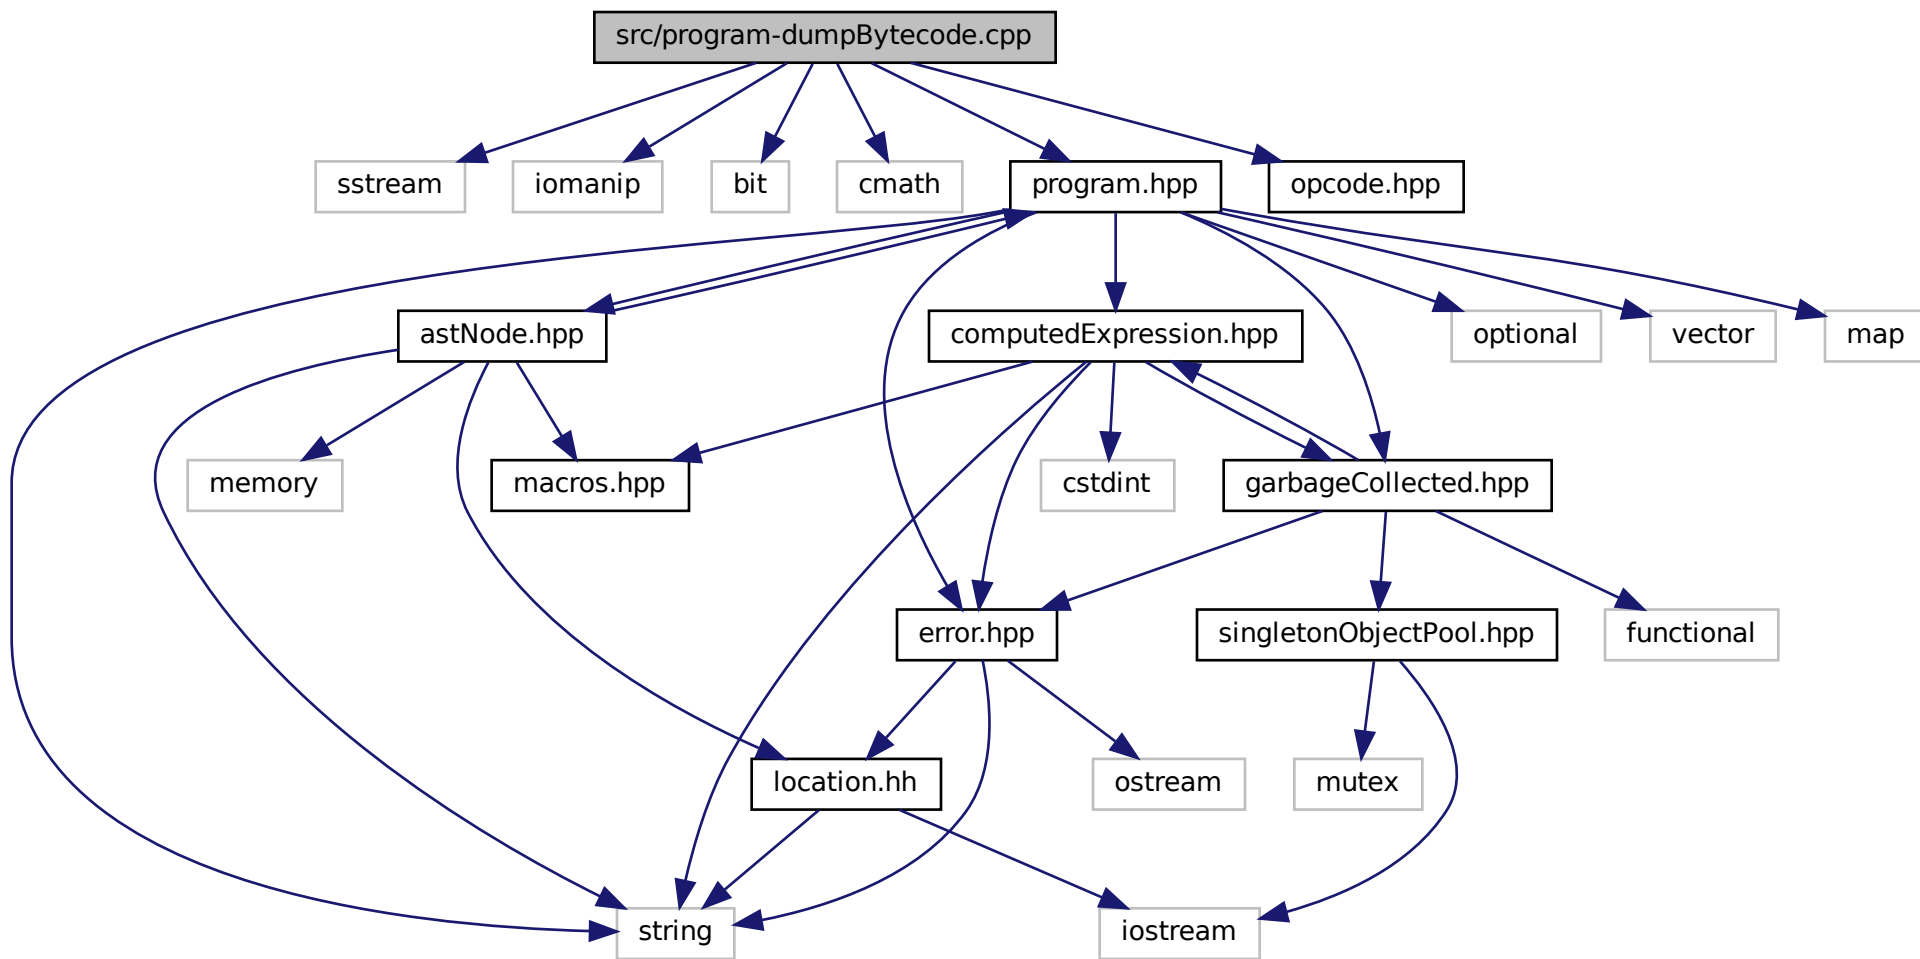 src/program-dumpBytecode.cpp
sstream
iomanip
bit
cmath
program.hpp
opcode.hpp
astNode.hpp
computedExpression.hpp
optional
vector
map
memory
macros.hpp
cstdint
garbageCollected.hpp
error.hpp
singletonObjectPool.hpp
functional
location.hh
ostream
mutex
string
iostream